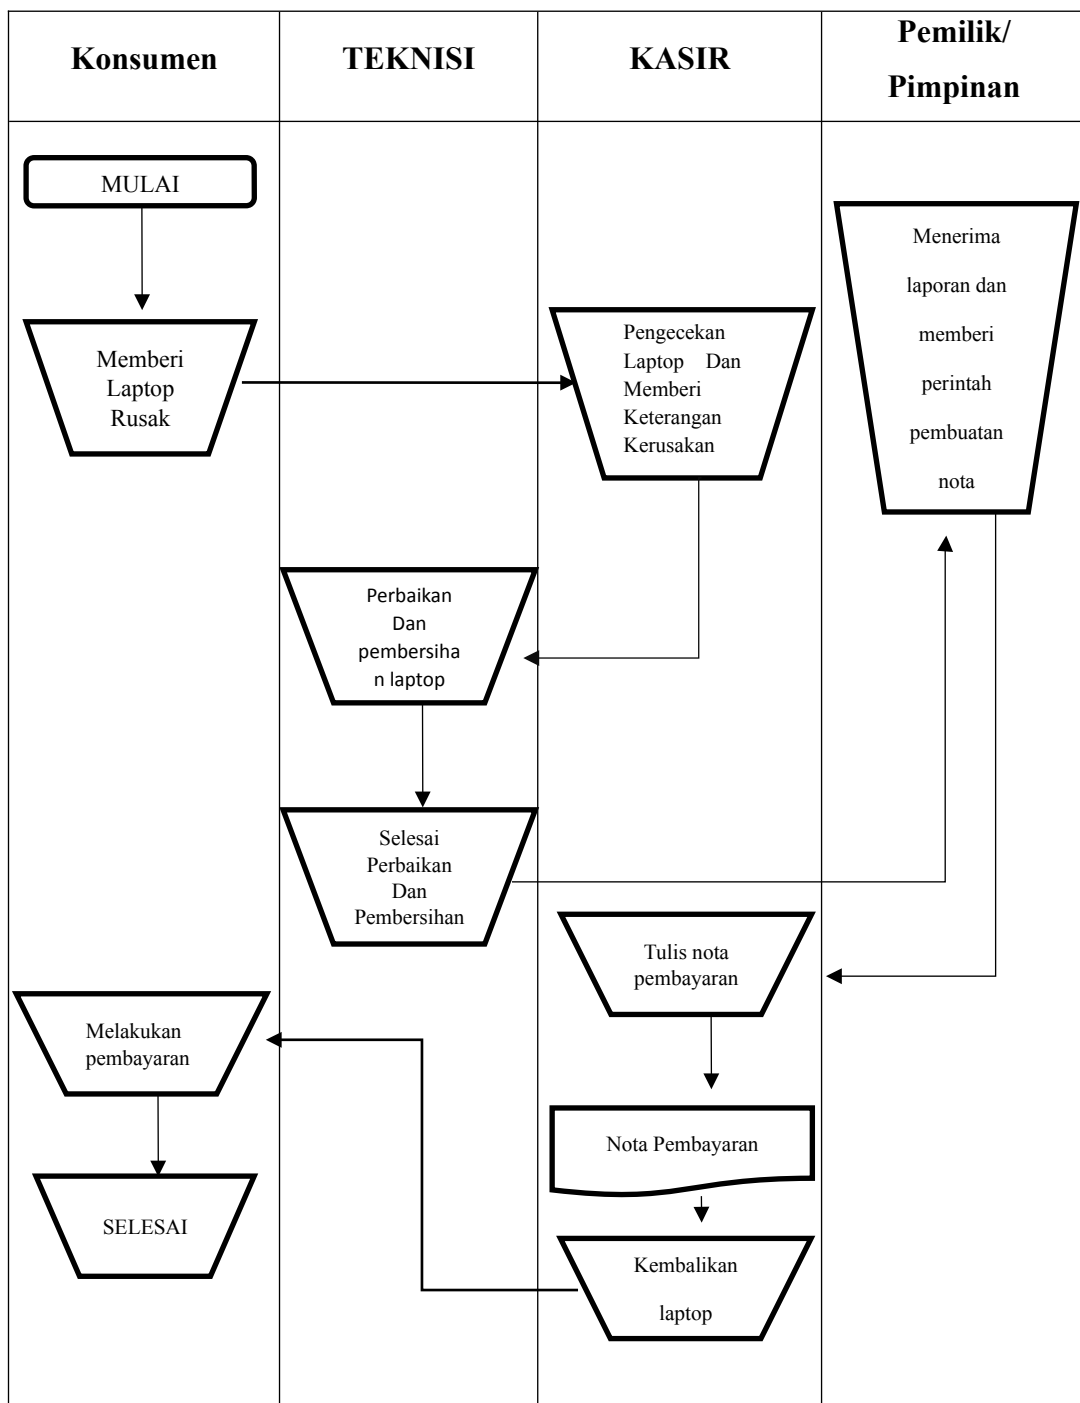 Konsumen
TEKNISI
KASIR
Pemilik/
Pimpinan
MULAI
Memberi
Laptop
Rusak
Pengecekan
Laptop Dan
Memberi
Keterangan
Kerusakan
Menerima
laporan dan
memberi
perintah
pembuatan
nota
Perbaikan
Dan
pembersiha
n laptop
Selesai
Perbaikan
Dan
Pembersihan
Tulis nota
pembayaran
Melakukan
pembayaran
Nota Pembayaran
SELESAI
Kembalikan
laptop